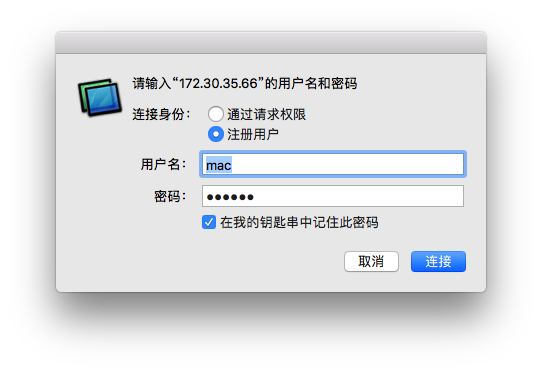 请输入“172.30.35.66”的用户名和密码
连接身份： 通过请求权限
注册用户
用户名： mac
密码： ●●●●●●
在我的钥匙串中记住此密码
取消 连接